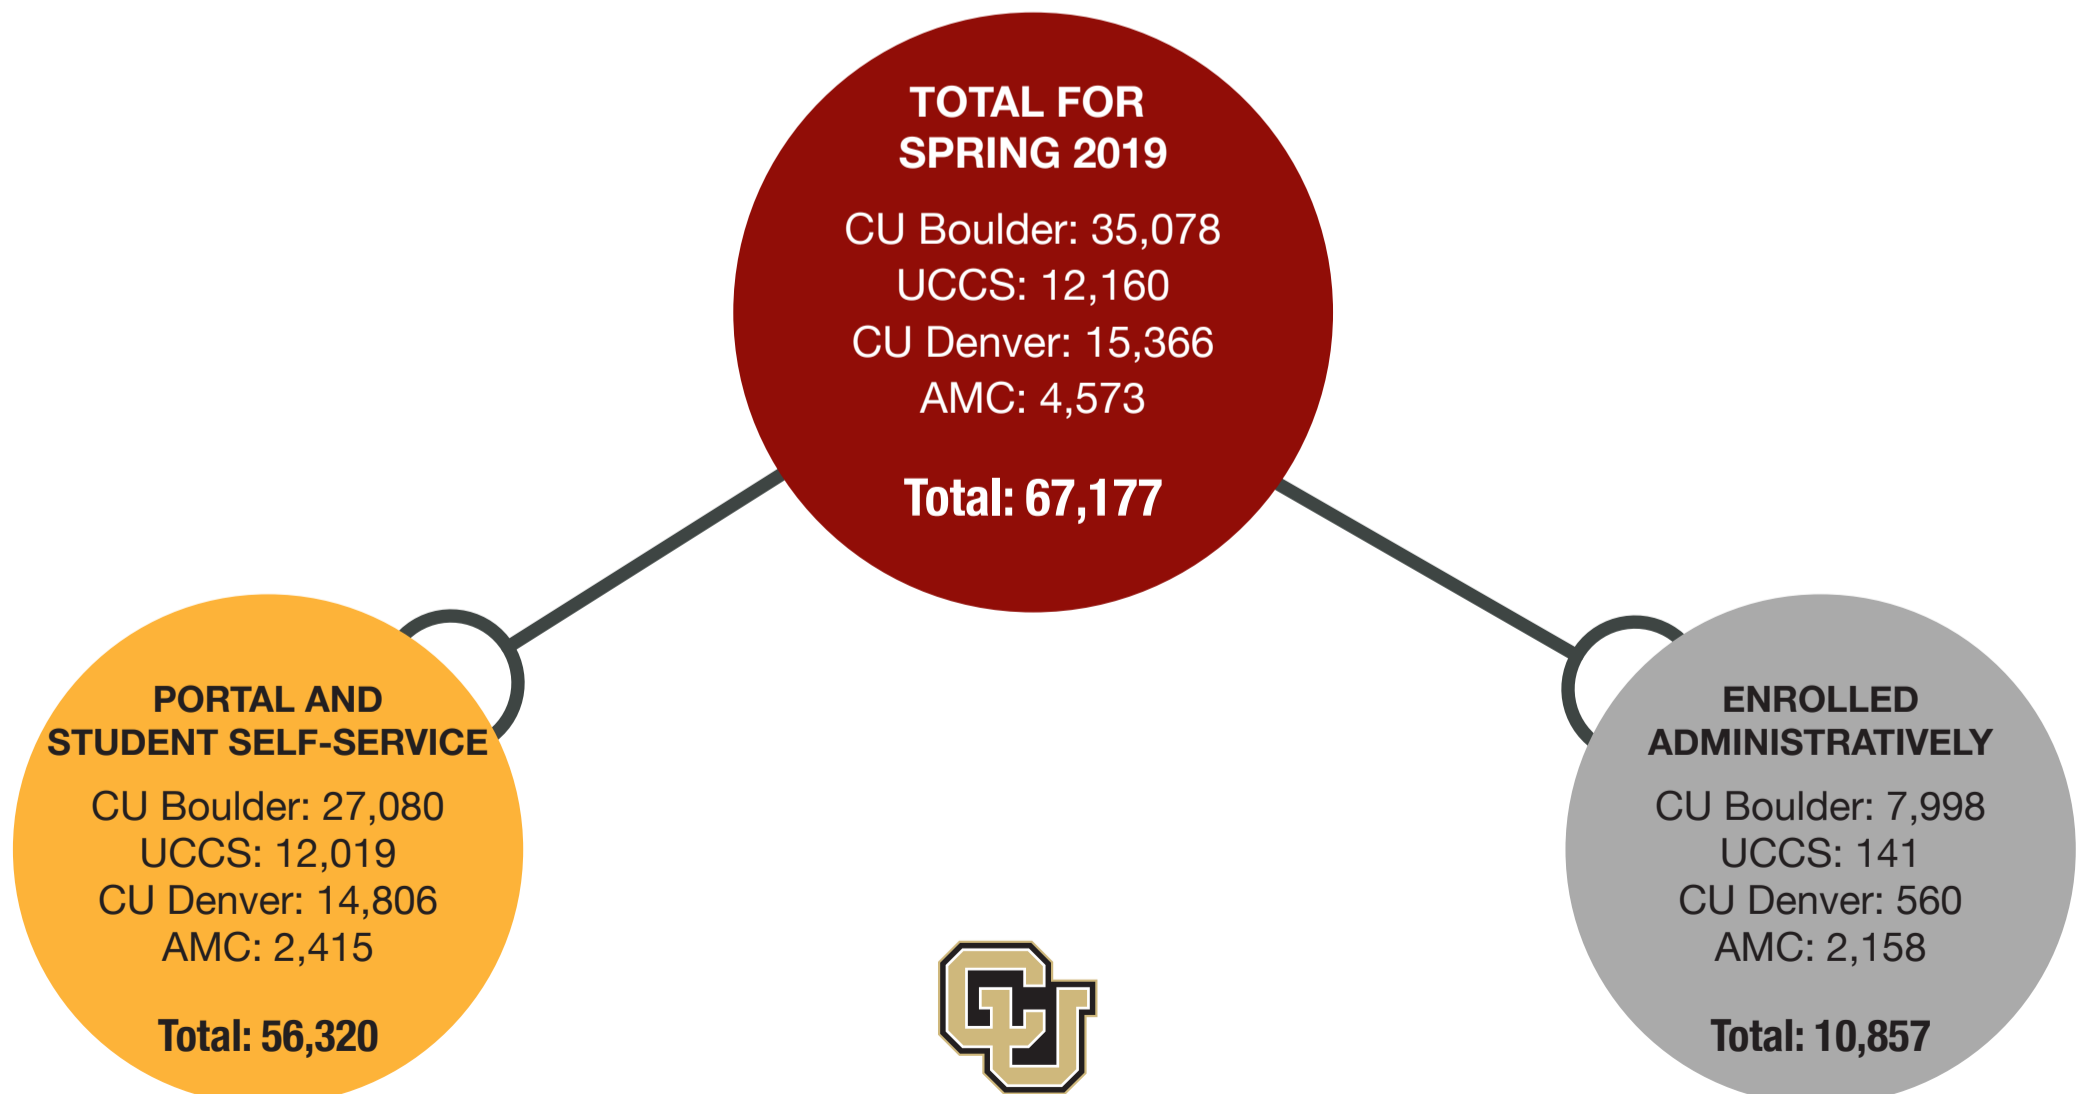 TOTAL FOR
SPRING 2019
CU Boulder: 35,078
UCCS: 12,160
CU Denver: 15,366
AMC: 4,573
Total: 67,177
PORTAL AND
STUDENT SELF-SERVICE
CU Boulder: 27,080
UCCS: 12,019
CU Denver: 14,806
AMC: 2,415
Total: 56,320
ENROLLED
ADMINISTRATIVELY
CU Boulder: 7,998
UCCS: 141
CU Denver: 560
AMC: 2,158
Total: 10,857
CU